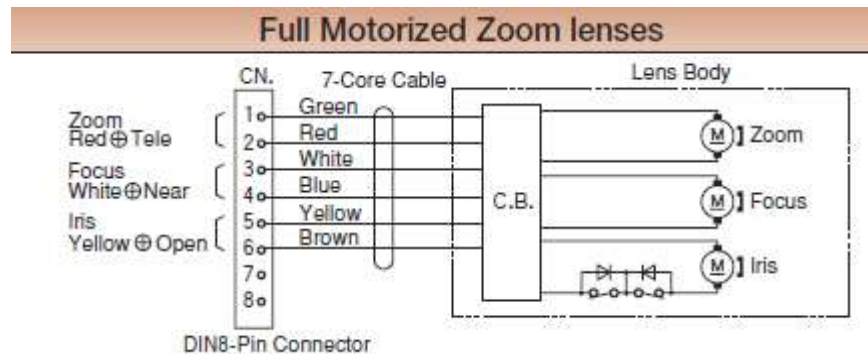 Full Motorized Zoom lenses
CN.
7-Core Cable
Lens Body
Zoom
Red⊕Tele
Focus
White⊕Near
Iris
Yellow⊕Open
1
2
3
4
5
6
7
8
Green
Red
White
Blue
Yellow
Brown
C.B.
M
Zoom
M
Focus
M
Iris
DIN8-Pin Connector